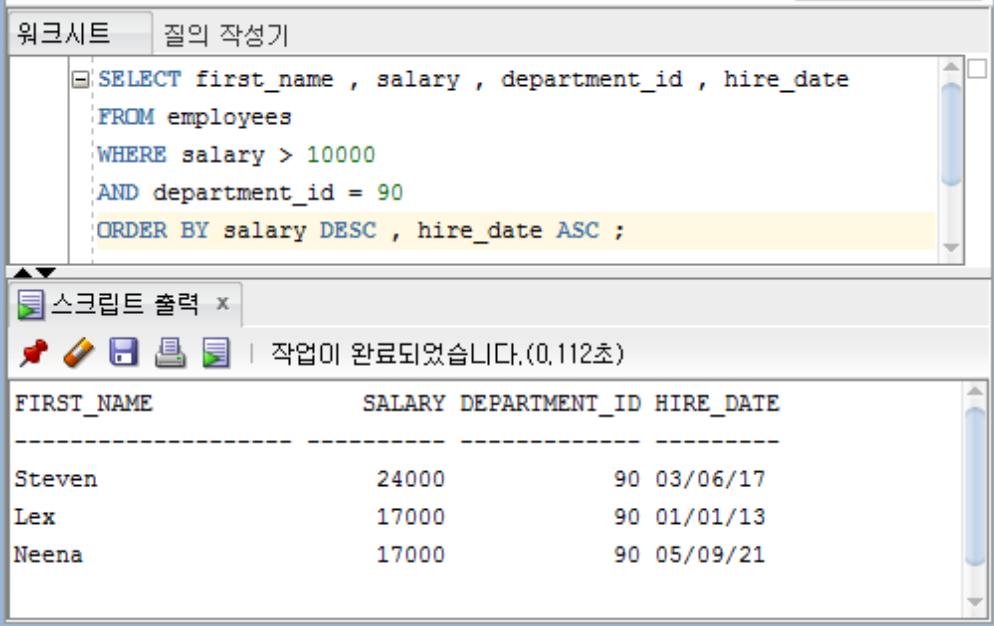 워크시트 질의 작성기
SELECT first_name , salary , department_id , hire_date
FROM employees
WHERE salary > 10000
AND department_id = 90
ORDER BY salary DESC , hire_date ASC ;
스크립트 출력 x
작업이 완료되었습니다.(0.112초)
FIRST_NAME SALARY DEPARTMENT_ID HIRE_DATE
-------------------- ---------- ------------- ---------
Steven 24000 90 03/06/17
Lex 17000 90 01/01/13
Neena 17000 90 05/09/21